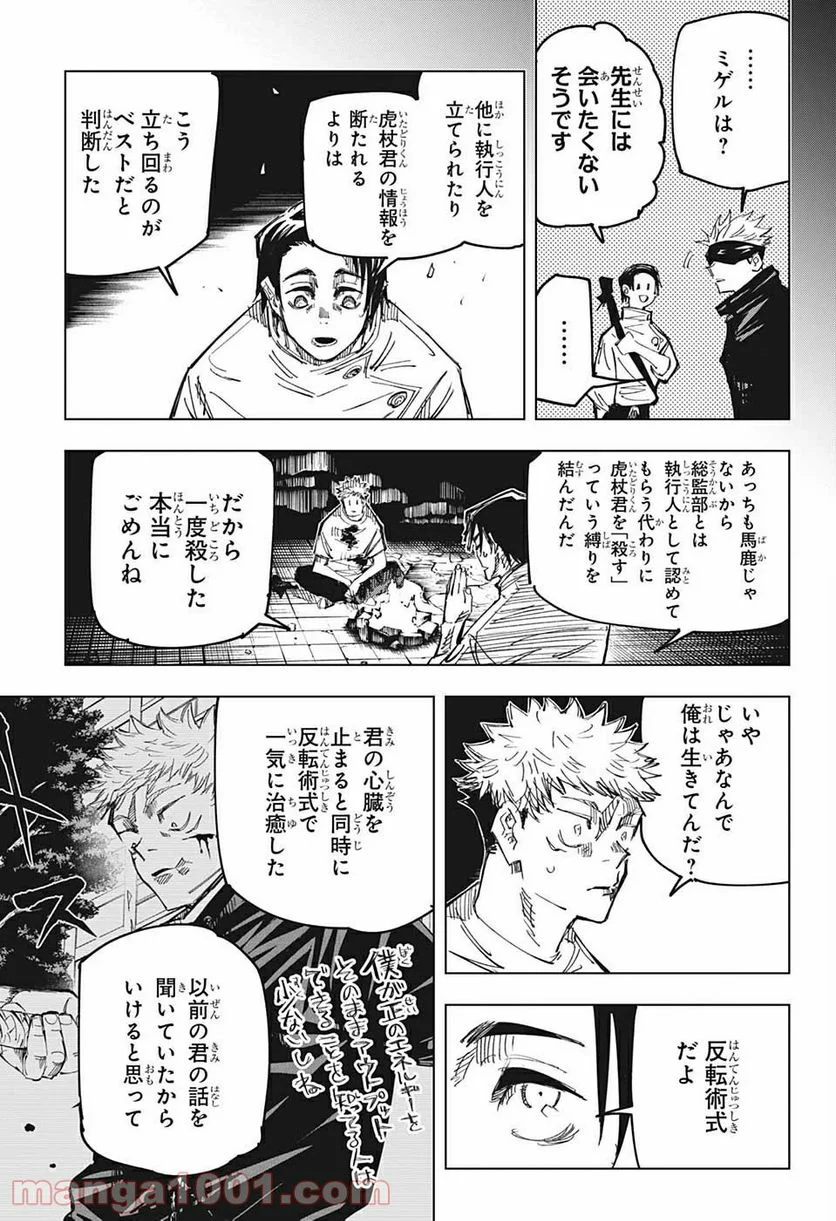 ……
ミゲルは?
先生には
会いたくない
そうです
……
他に執行人を
立てられたり
虎杖君の情報を
断たれる
よりは
こう
立ち回るのが
ベストだと
判断した
あっちも馬鹿じゃ
ないから
総監部とは
執行人として認めて
もらう代わりに
虎杖君を「殺す」
っていう縛りを
結んだんだ
だから
一度殺した
本当に
ごめんね
いや
じゃあなんで
俺は生きてんだ?
反転術式
だよ
君の心臓を
止まると同時に
反転術式で
一気に治癒した
僕が正のエネルギーを
そのままアウトプット
できることを知ってる人は
少ないしね
以前の君の話を
聞いていたから
いけると思って
manga1001.com